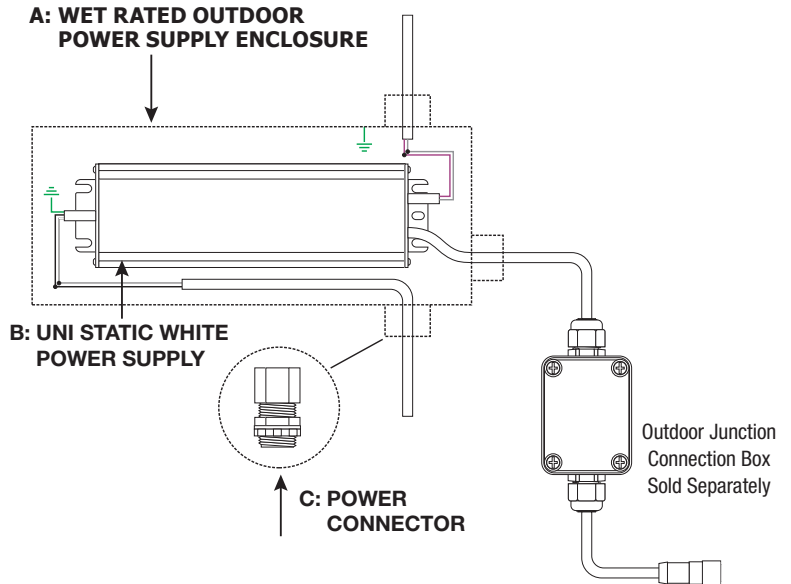 A: WET RATED OUTDOOR
POWER SUPPLY ENCLOSURE
B: UNI STATIC WHITE
POWER SUPPLY
C: POWER
CONNECTOR
Outdoor Junction
Connection Box
Sold Separately